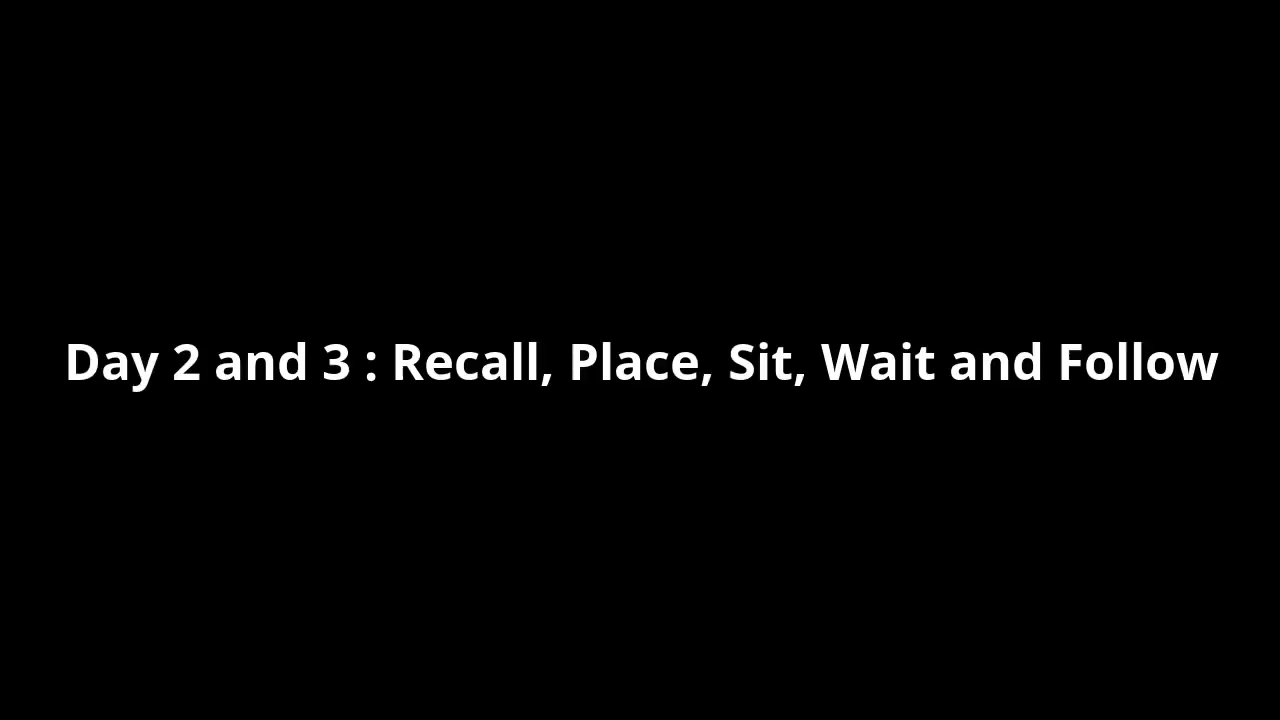 Day 2 and 3 : Recall, Place, Sit, Wait and Follow